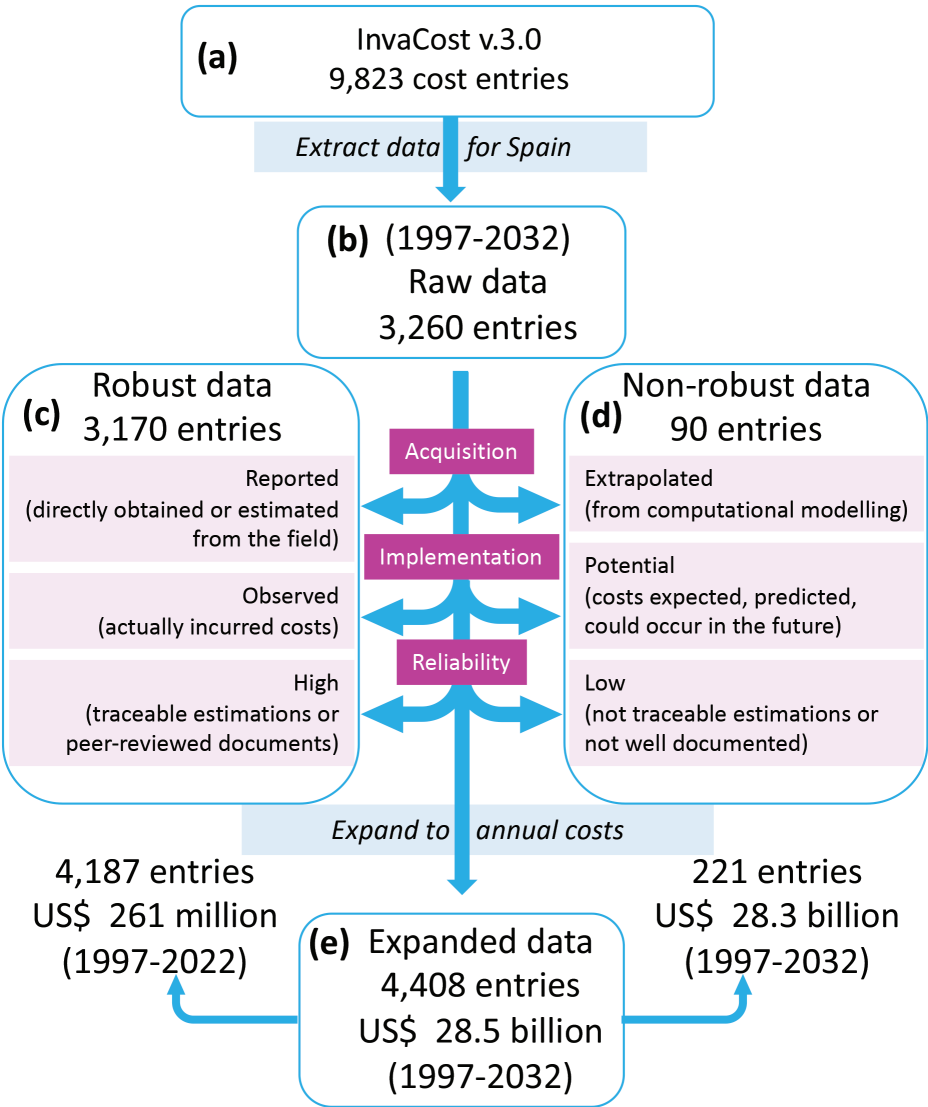 (a)
InvaCost v.3.0
9,823 cost entries
Extract data for Spain
(b) (1997-2032)
Raw data
3,260 entries
(c)
Robust data
3,170 entries
Reported
(directly obtained or estimated
from the field)
Observed
(actually incurred costs)
High
(traceable estimations or
peer-reviewed documents)
Acquisition
Implementation
Reliability
(d)
Non-robust data
90 entries
Extrapolated
(from computational modelling)
Potential
(costs expected, predicted,
could occur in the future)
Low
(not traceable estimations or
not well documented)
Expand to annual costs
4,187 entries
US$ 261 million
(1997-2022)
221 entries
US$ 28.3 billion
(1997-2032)
(e) Expanded data
4,408 entries
US$ 28.5 billion
(1997-2032)